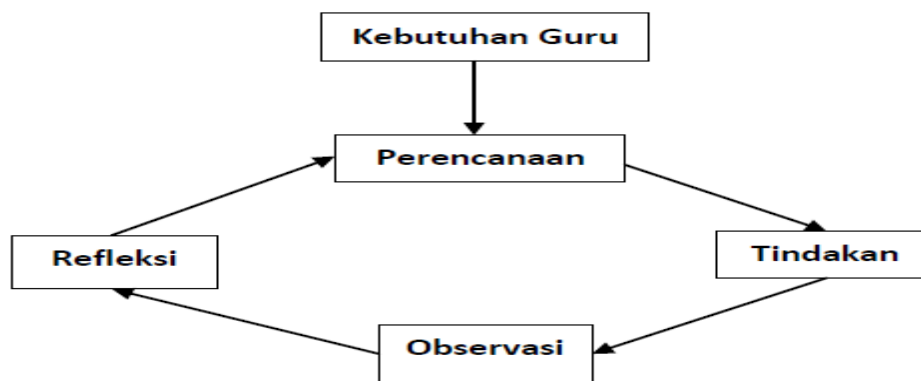 Kebutuhan Guru
Perencanaan
Refleksi
Tindakan
Observasi